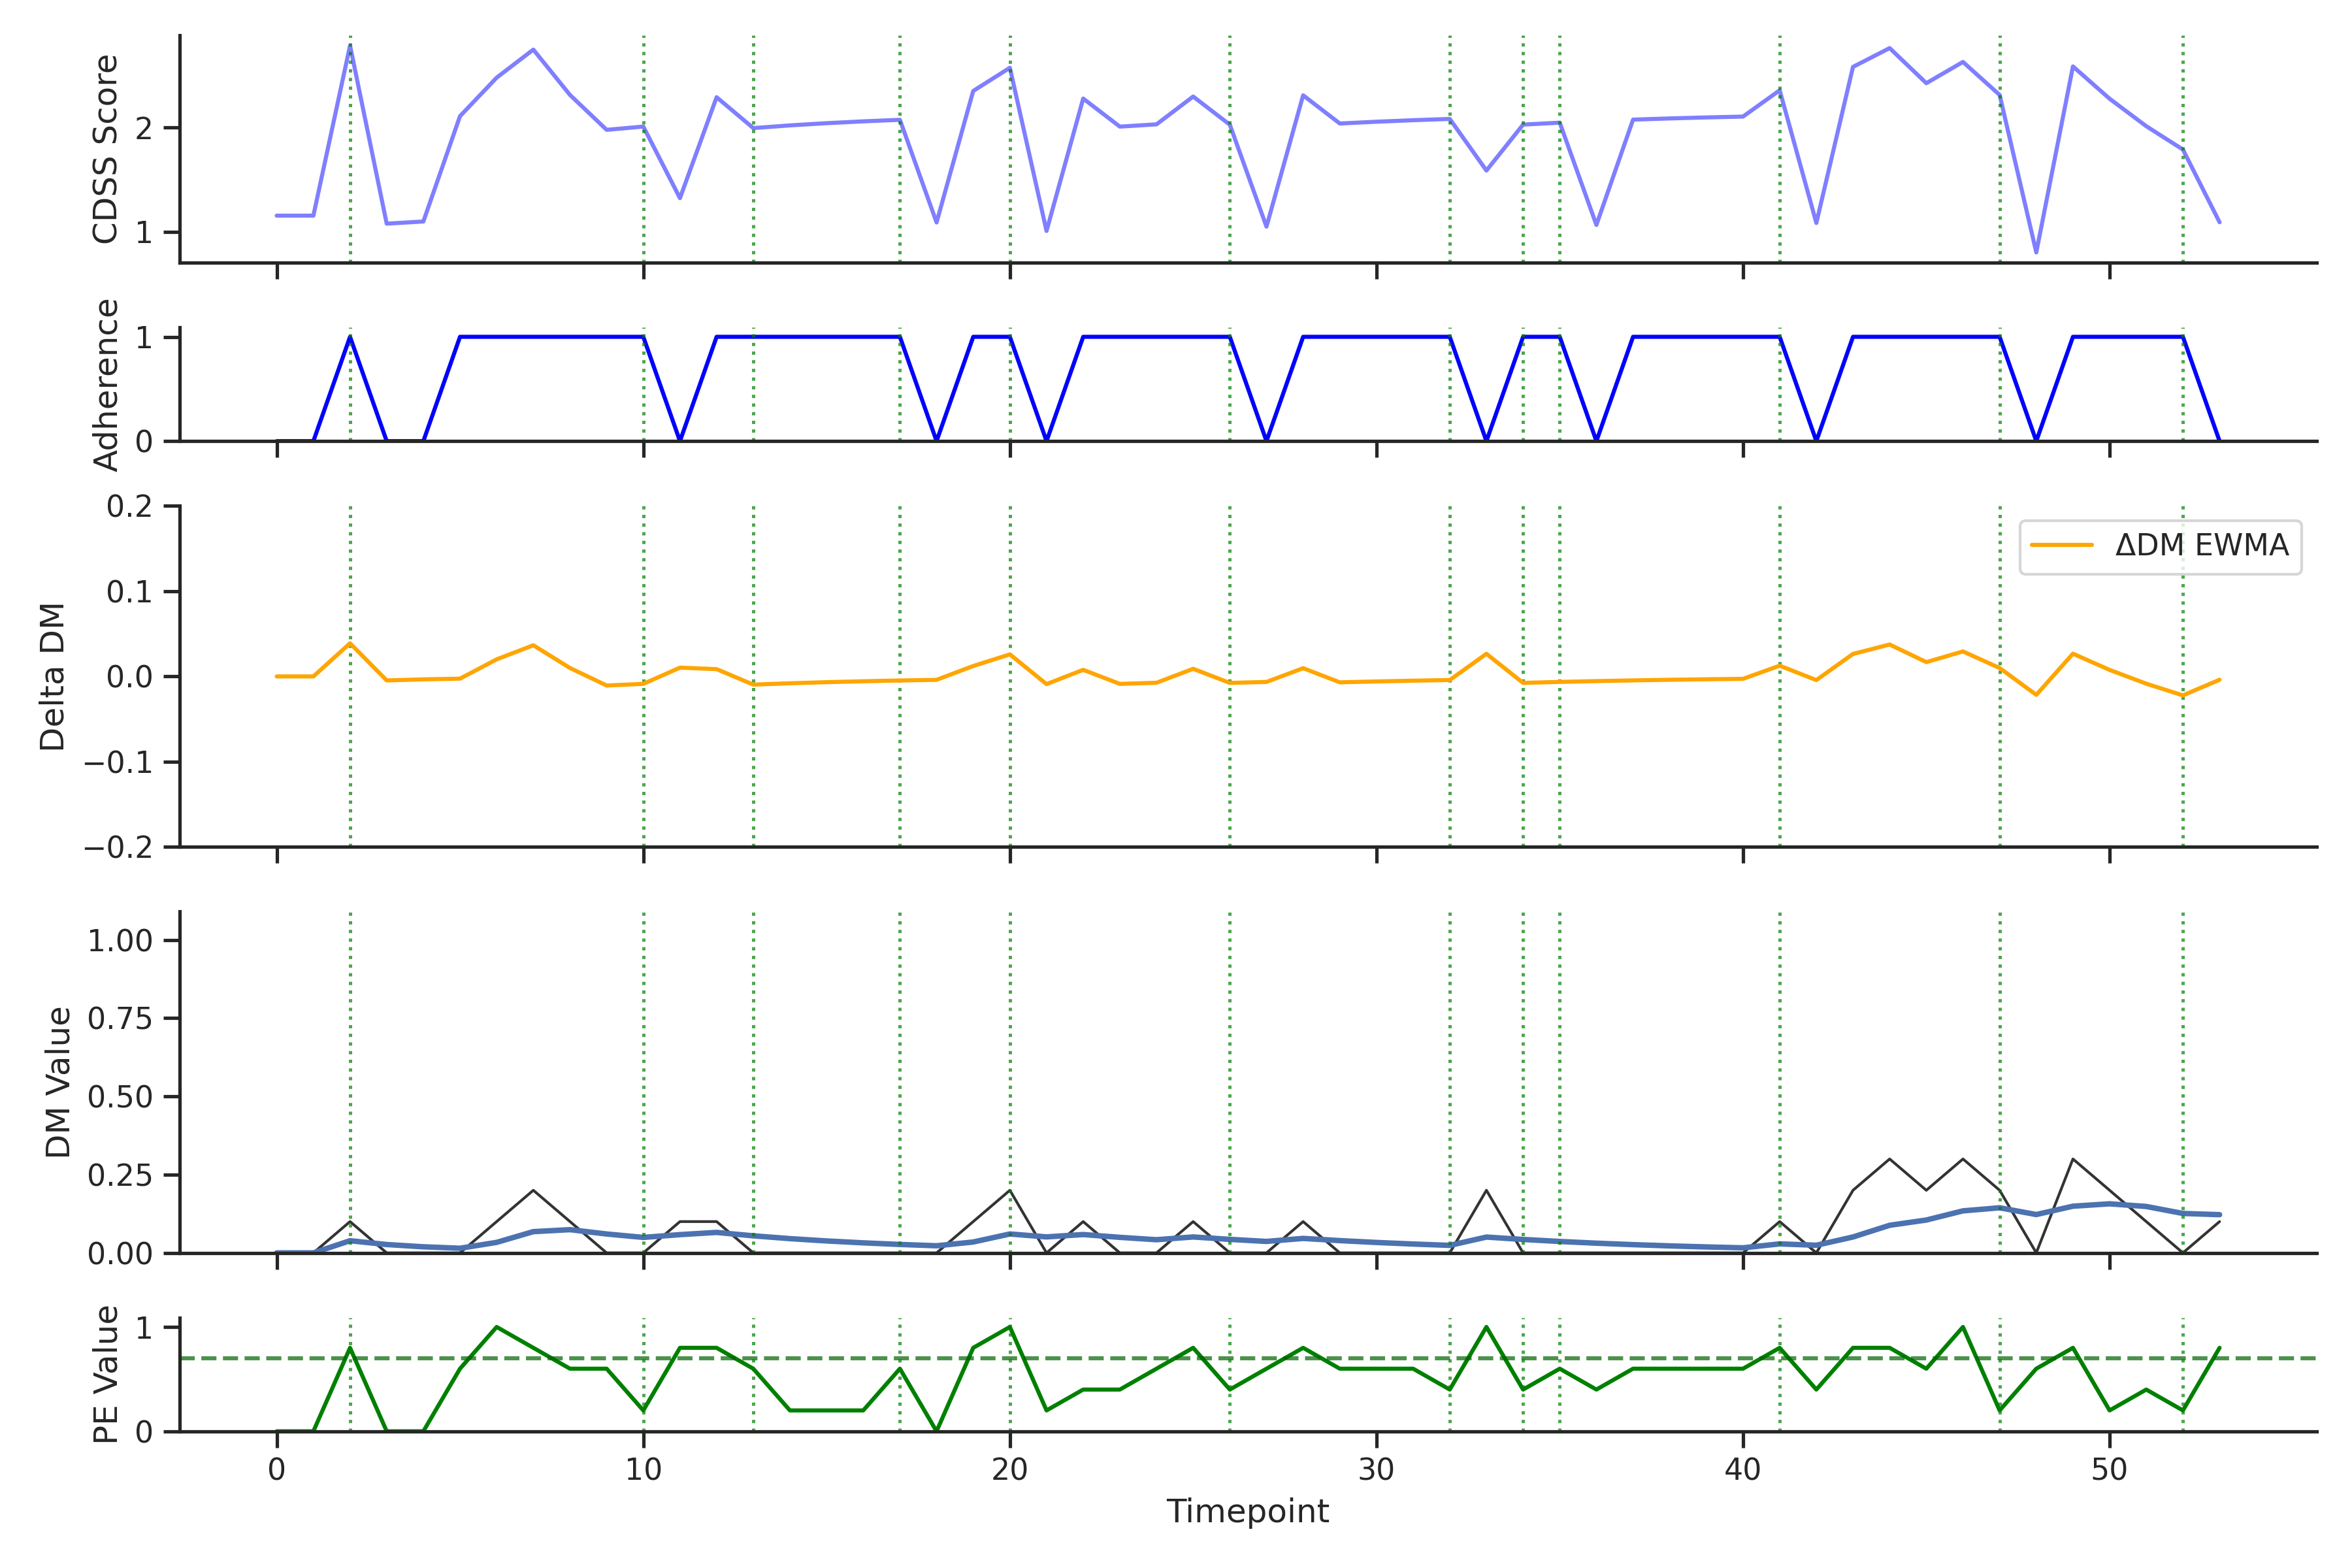 CDSS Score
2
1
Adherence
1
0
Delta DM
0.2
0.1
0.0
−0.1
−0.2
ΔDM EWMA
DM Value
1.00
0.75
0.50
0.25
0.00
PE Value
1
0
0 10 20 30 40 50
Timepoint